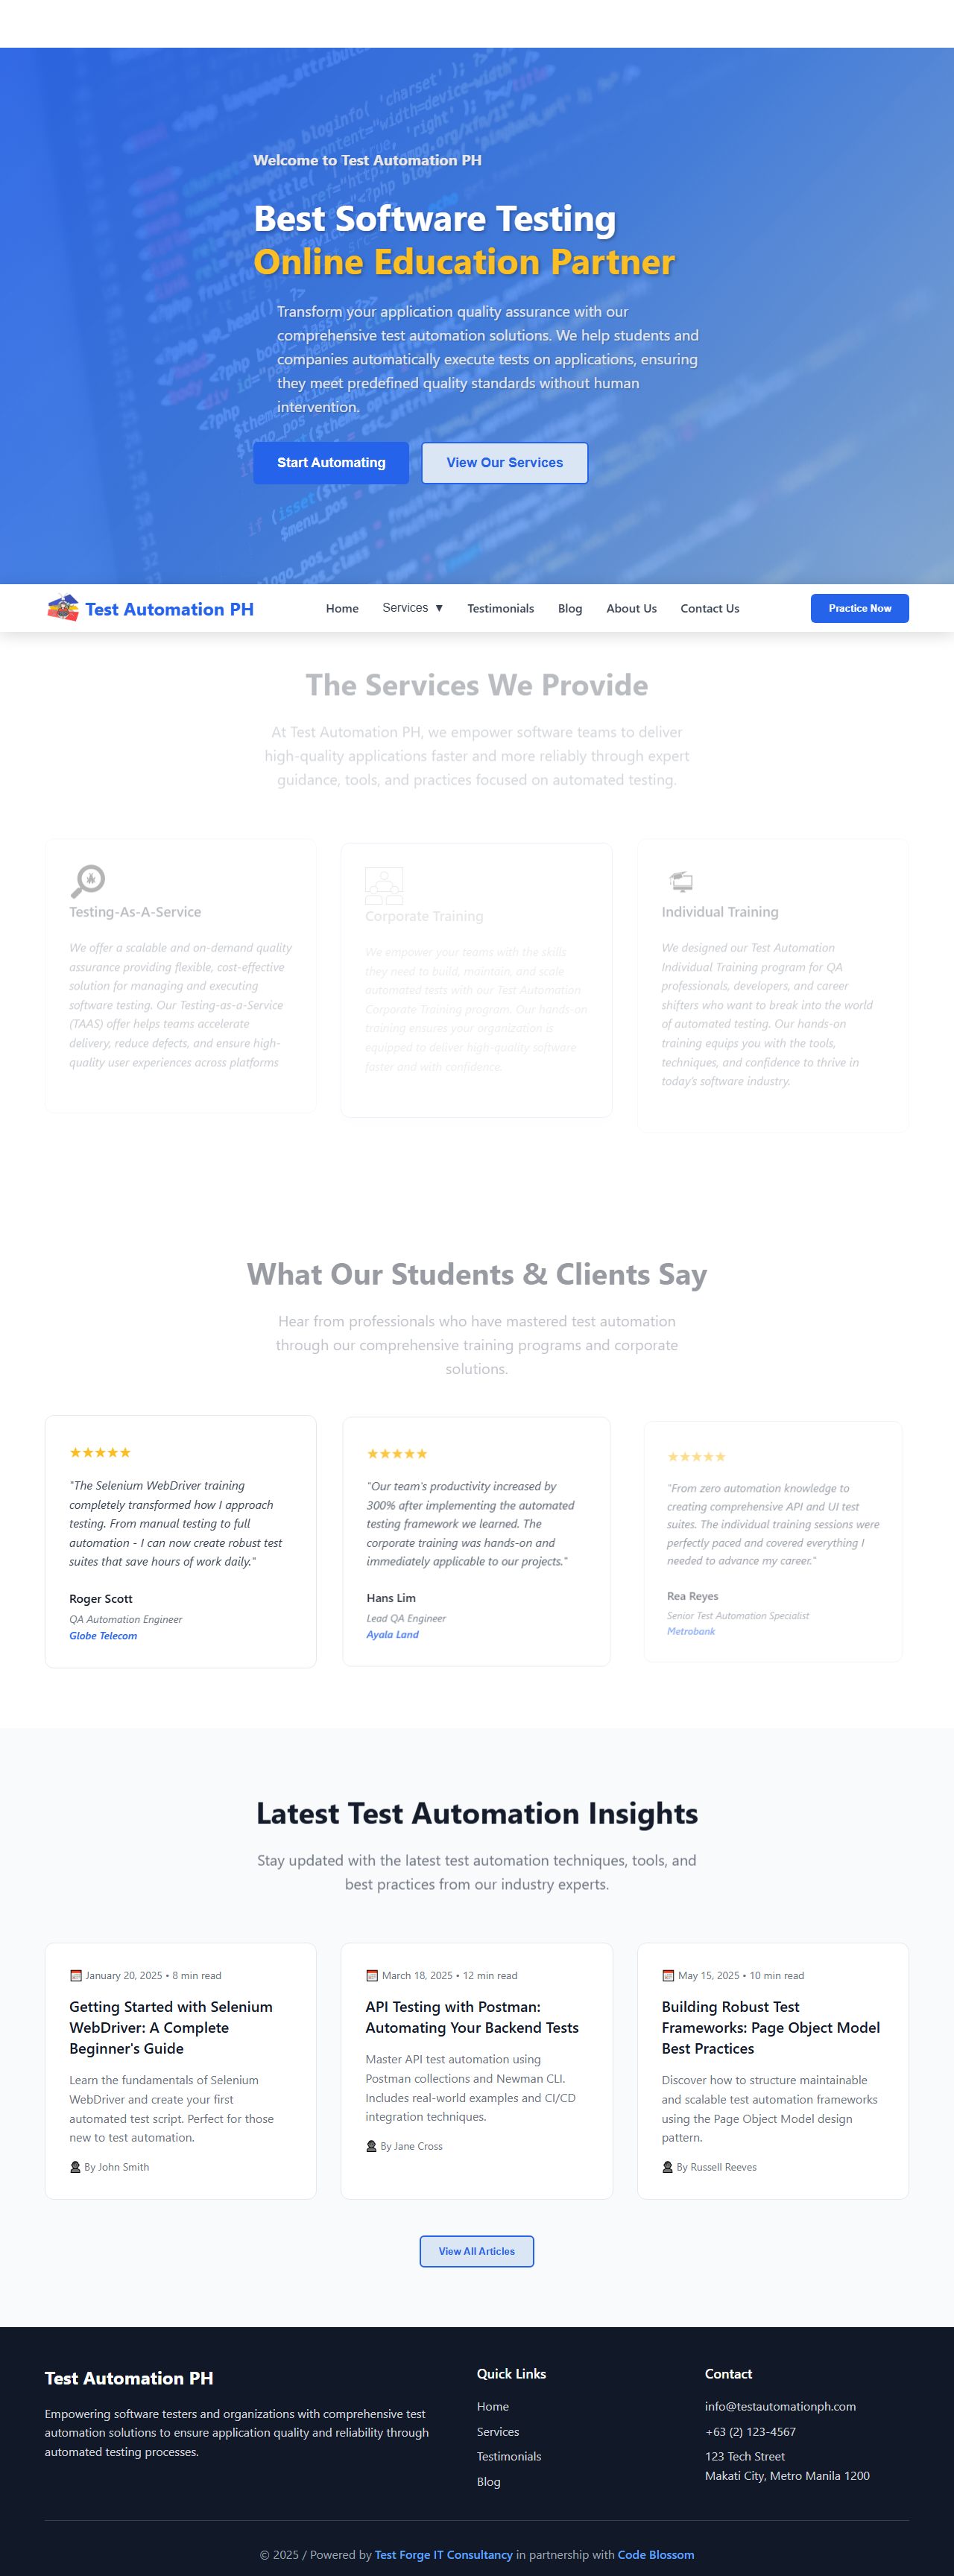 Welcome to Test Automation PH
Best Software Testing
Online Education Partner
Transform your application quality assurance with our
comprehensive test automation solutions. We help students and
companies automatically execute tests on applications, ensuring
they meet predefined quality standards without human
intervention.
Start Automating
View Our Services
Test Automation PH
Home
Services ▼
Testimonials
Blog
About Us
Contact Us
Practice Now
The Services We Provide
At Test Automation PH, we empower software teams to deliver
high-quality applications faster and more reliably through expert
guidance, tools, and practices focused on automated testing.
Testing-As-A-Service
We offer a scalable and on-demand quality
assurance providing flexible, cost-effective
solution for managing and executing
software testing. Our Testing-as-a-Service
(TAAS) offer helps teams accelerate
delivery, reduce defects, and ensure high-
quality user experiences across platforms
Corporate Training
We empower your teams with the skills
they need to build, maintain, and scale
automated tests with our Test Automation
Corporate Training program. Our hands-on
training ensures your organization is
equipped to deliver high-quality software
faster and with confidence.
Individual Training
We designed our Test Automation
Individual Training program for QA
professionals, developers, and career
shifters who want to break into the world
of automated testing. Our hands-on
training equips you with the tools,
techniques, and confidence to thrive in
today's software industry.
What Our Students & Clients Say
Hear from professionals who have mastered test automation
through our comprehensive training programs and corporate
solutions.
★★★★★
"The Selenium WebDriver training
completely transformed how I approach
testing. From manual testing to full
automation - I can now create robust test
suites that save hours of work daily."
Roger Scott
QA Automation Engineer
Globe Telecom
★★★★★
"Our team's productivity increased by
300% after implementing the automated
testing framework we learned. The
corporate training was hands-on and
immediately applicable to our projects."
Hans Lim
Lead QA Engineer
Ayala Land
★★★★★
"From zero automation knowledge to
creating comprehensive API and UI test
suites. The individual training sessions were
perfectly paced and covered everything I
needed to advance my career."
Rea Reyes
Senior Test Automation Specialist
Metrobank
Latest Test Automation Insights
Stay updated with the latest test automation techniques, tools, and
best practices from our industry experts.
January 20, 2025 • 8 min read
Getting Started with Selenium
WebDriver: A Complete
Beginner's Guide
Learn the fundamentals of Selenium
WebDriver and create your first
automated test script. Perfect for those
new to test automation.
By John Smith
March 18, 2025 • 12 min read
API Testing with Postman:
Automating Your Backend Tests
Master API test automation using
Postman collections and Newman CLI.
Includes real-world examples and CI/CD
integration techniques.
By Jane Cross
May 15, 2025 • 10 min read
Building Robust Test
Frameworks: Page Object Model
Best Practices
Discover how to structure maintainable
and scalable test automation frameworks
using the Page Object Model design
pattern.
By Russell Reeves
View All Articles
Test Automation PH
Empowering software testers and organizations with comprehensive test
automation solutions to ensure application quality and reliability through
automated testing processes.
Quick Links
Home
Services
Testimonials
Blog
Contact
info@testautomationph.com
+63 (2) 123-4567
123 Tech Street
Makati City, Metro Manila 1200
© 2025 / Powered by Test Forge IT Consultancy in partnership with Code Blossom